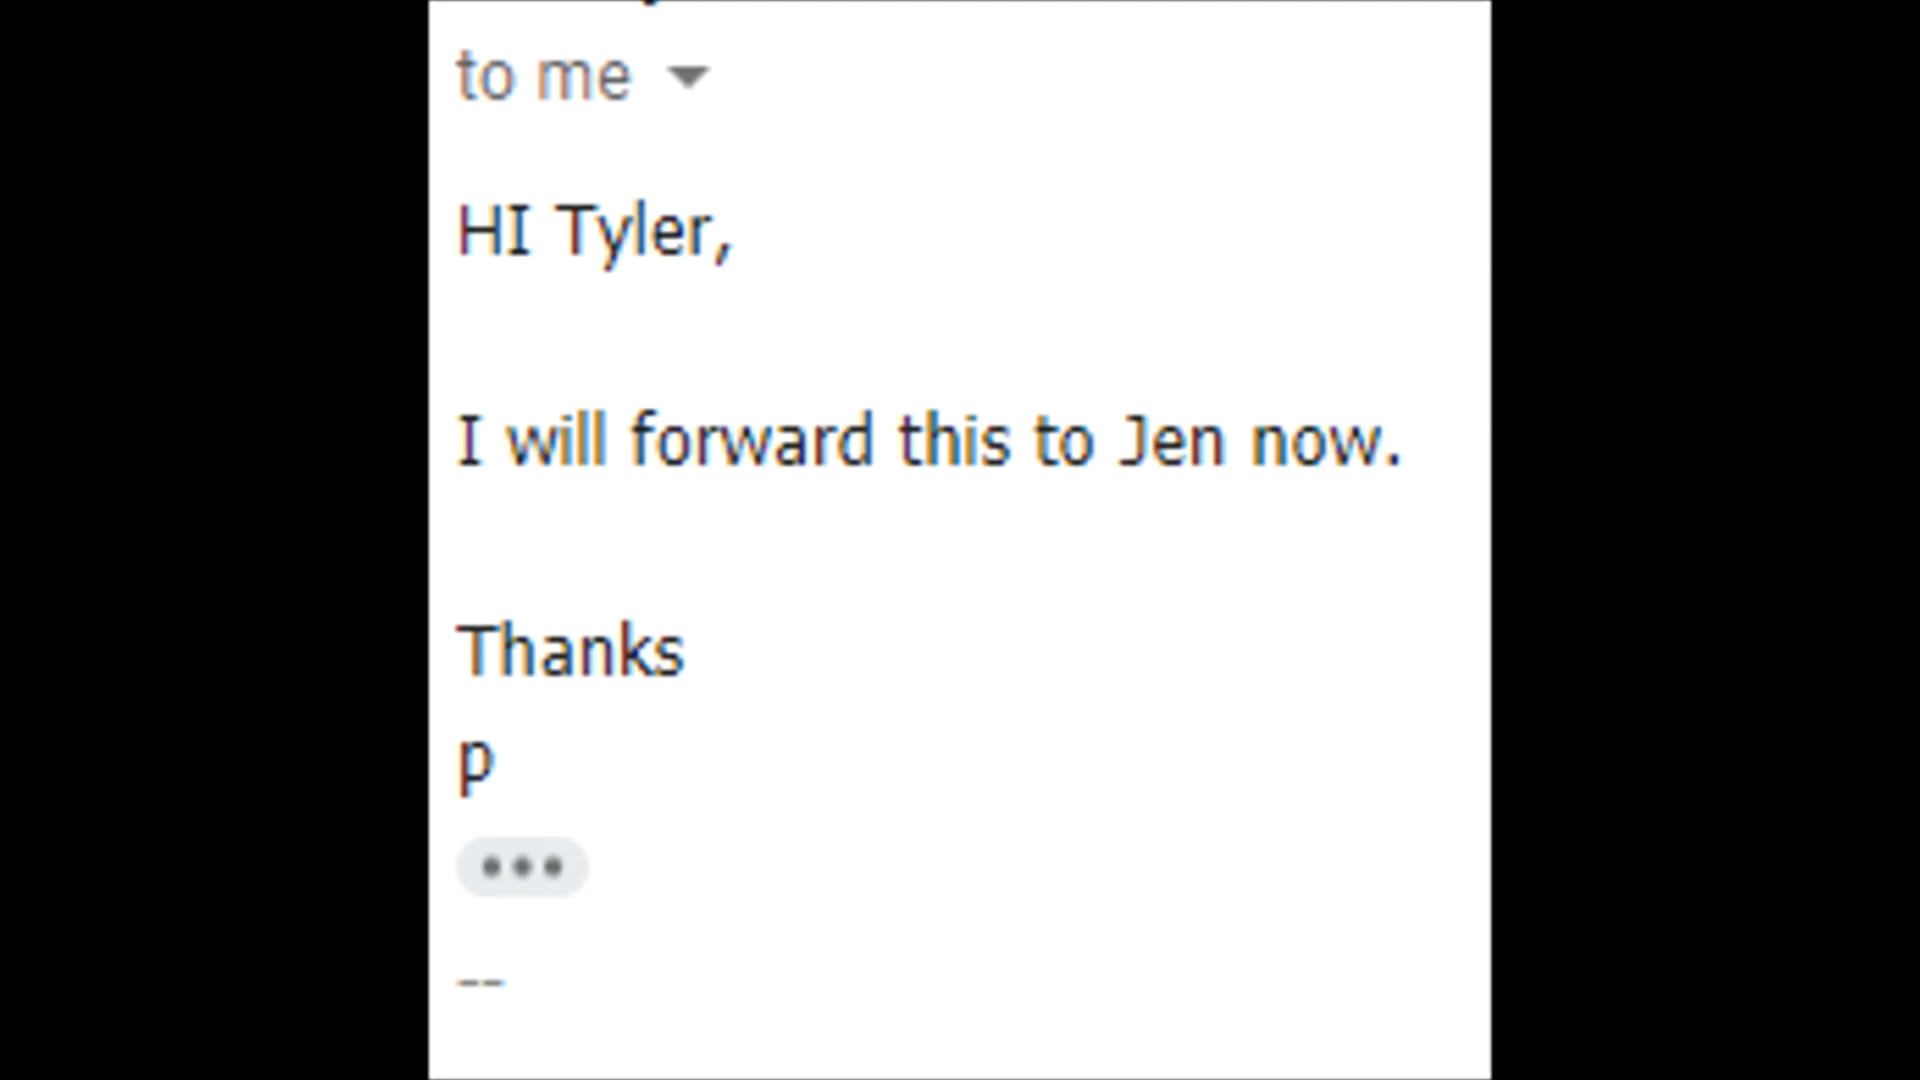 to me
HI Tyler,
I will forward this to Jen now.
Thanks
p
--